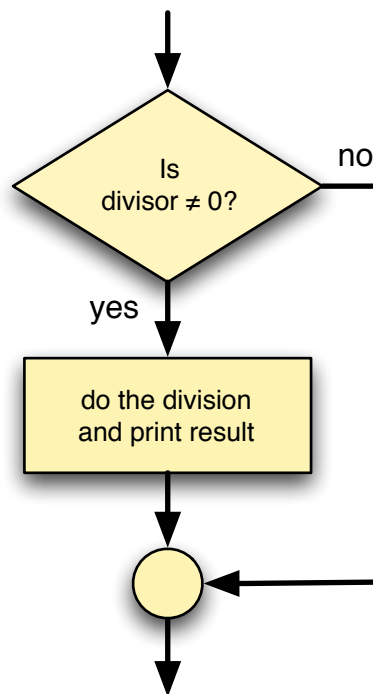 Is
divisor ≠ 0?
no
yes
do the division
and print result